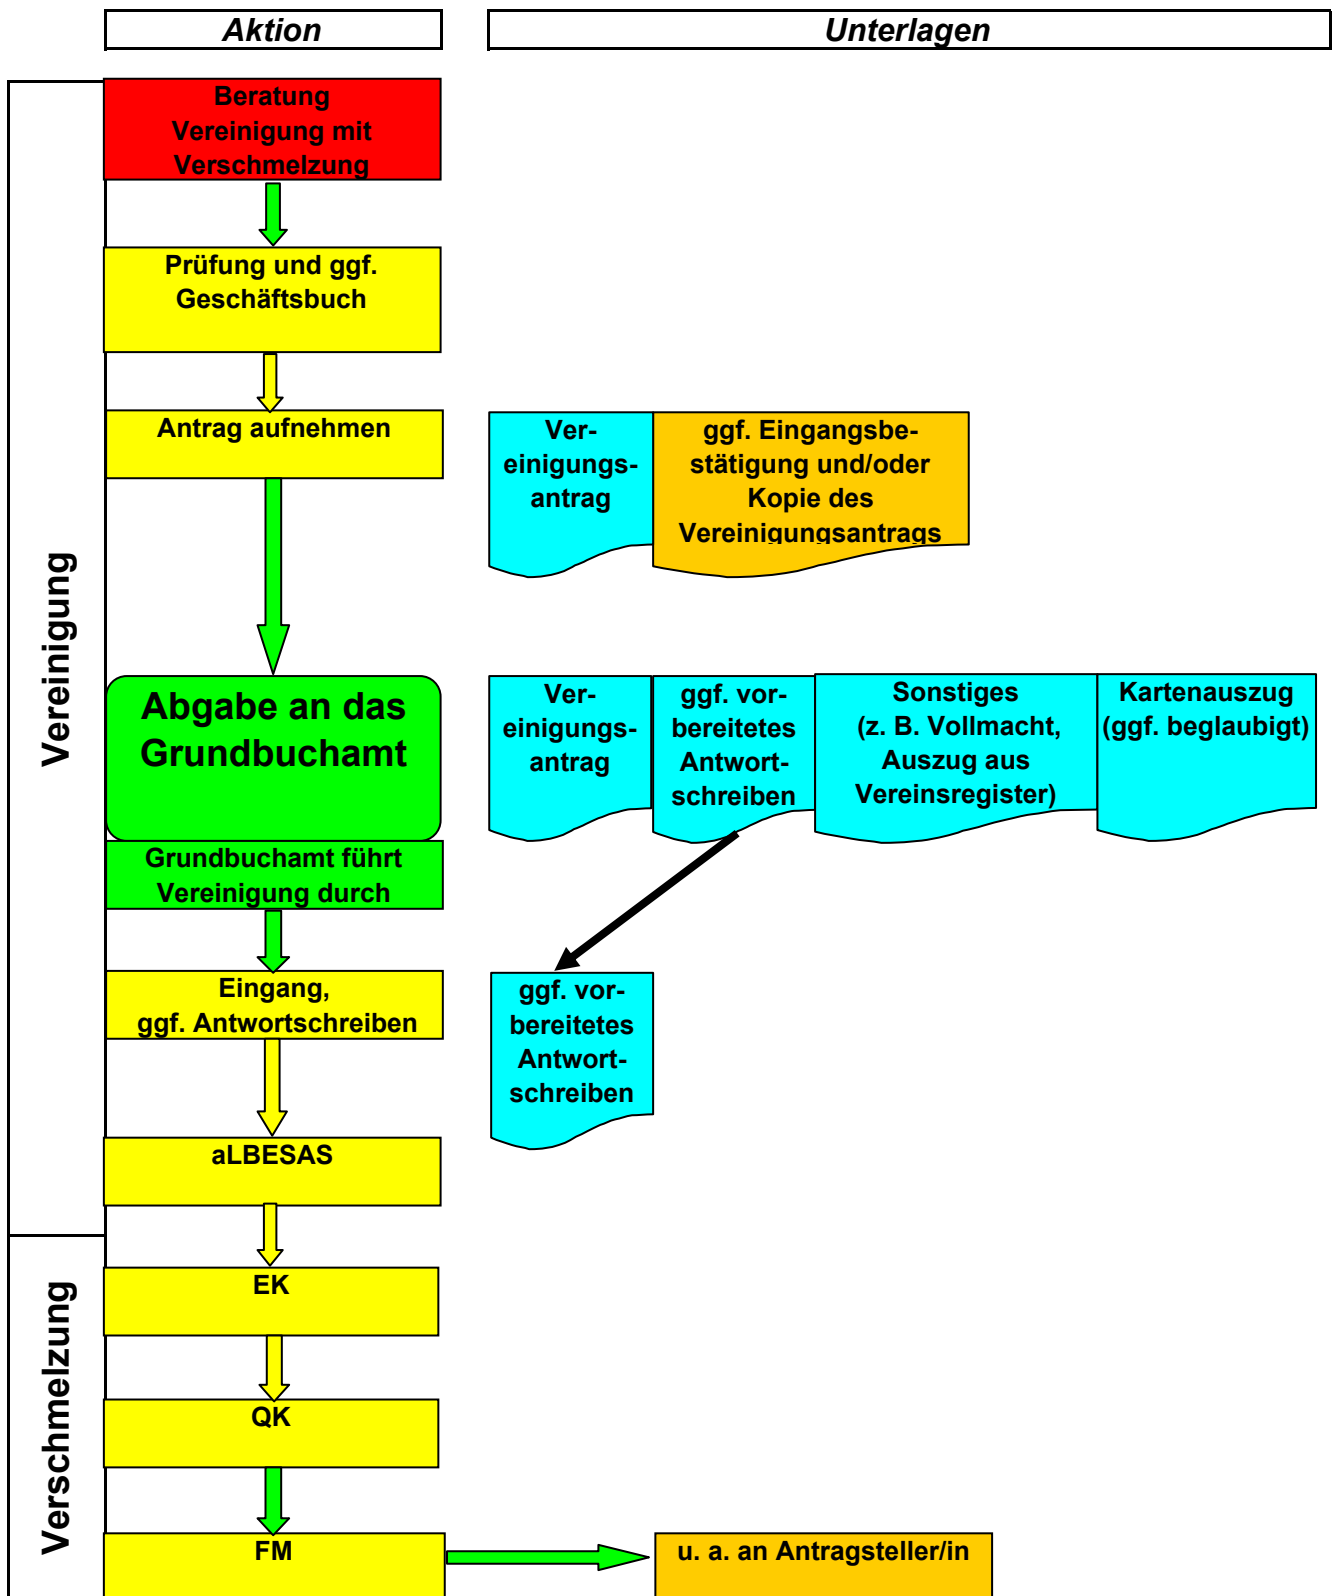 Aktion
Unterlagen
Vereinigung
Beratung
Vereinigung mit
Verschmelzung
Prüfung und ggf.
Geschäftsbuch
Antrag aufnehmen
Ver-
einigungs-
antrag
ggf. Eingangsbe-
stätigung und/oder
Kopie des
Vereinigungsantrags
Abgabe an das
Grundbuchamt
Ver-
einigungs-
antrag
ggf. vor-
bereitetes
Antwort-
schreiben
Sonstiges
(z. B. Vollmacht,
Auszug aus
Vereinsregister)
Kartenauszug
(ggf. beglaubigt)
Grundbuchamt führt
Vereinigung durch
Eingang,
ggf. Antwortschreiben
ggf. vor-
bereitetes
Antwort-
schreiben
aLBESAS
Verschmelzung
EK
QK
FM
u. a. an Antragsteller/in